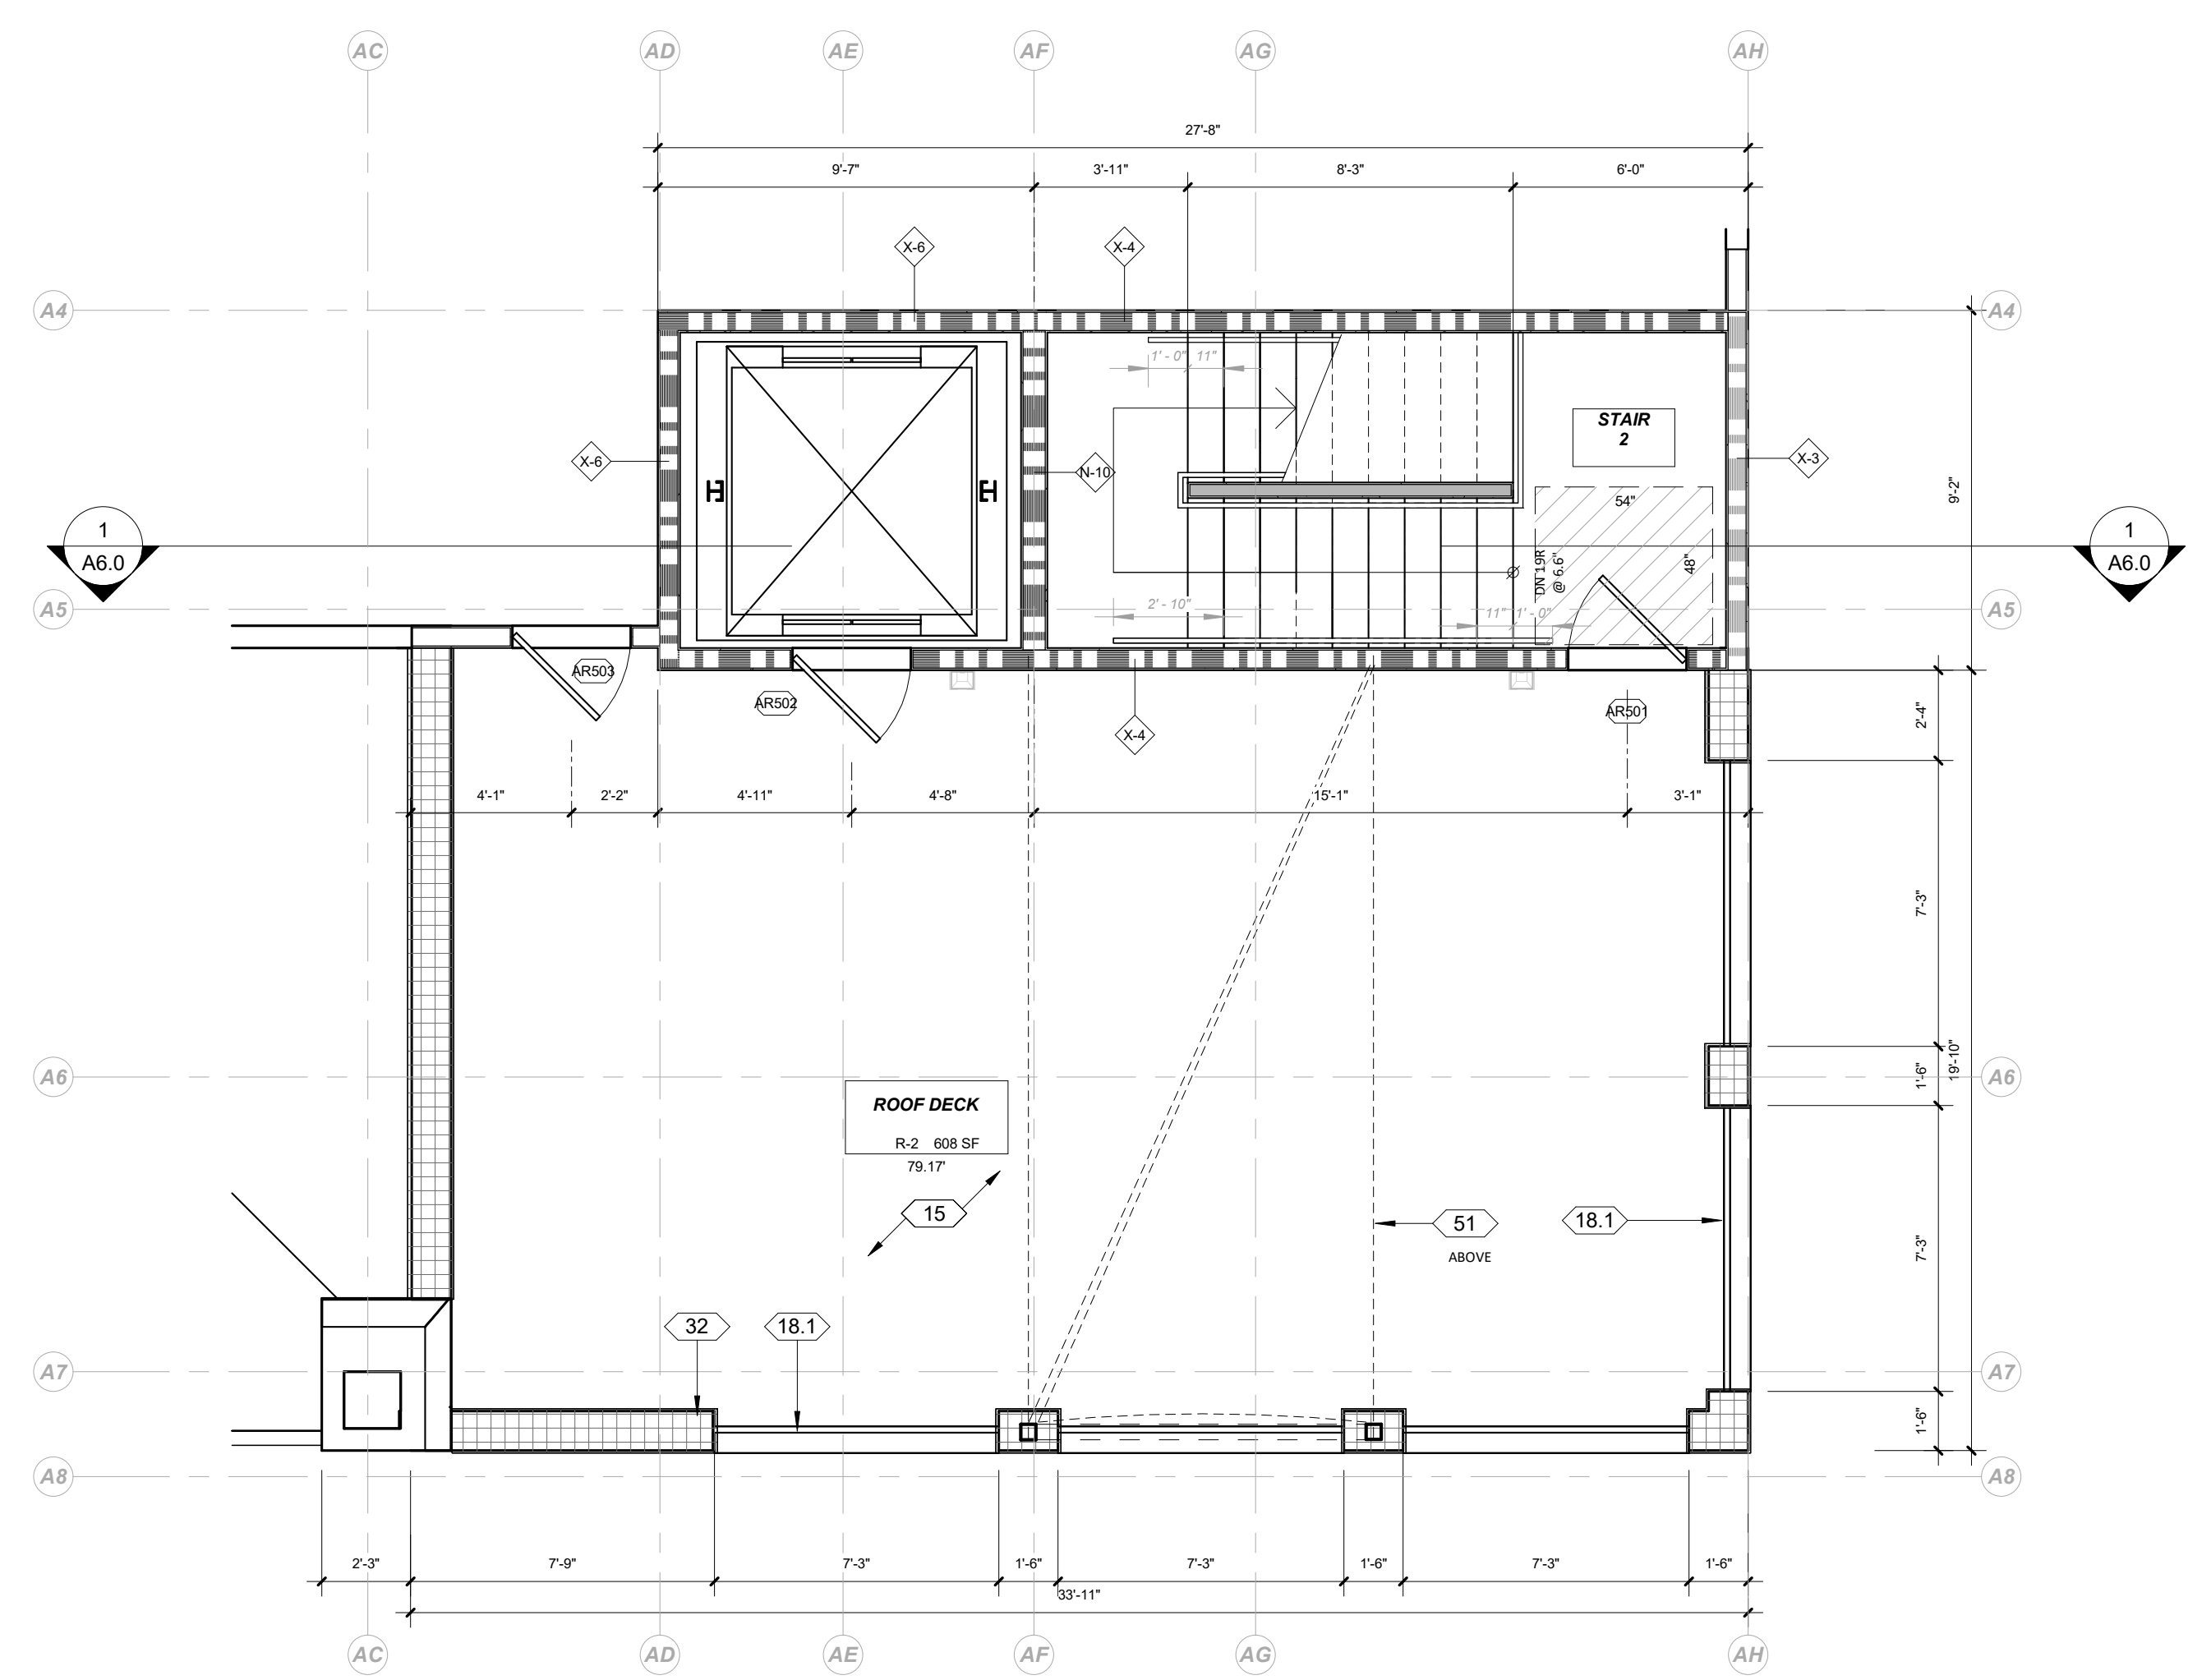 AC AD AE AF AG AH
27'-8"
9'-7" 3'-11" 8'-3" 6'-0"
X-6 X-4
A4 A4
1' - 0" 11"
STAIR
2
X-6 N-10 X-3
9'-2"
54"
1 1
A6.0 A6.0
DN 19R
@ 6.6"
48"
A5 A5
2' - 10" 11" 1' - 0"
AR503
AR502 AR501
X-4
2'-4"
4'-1" 2'-2" 4'-11" 4'-8" 15'-1" 3'-1"
7'-3"
A6 A6
1'-6"
19'-10"
ROOF DECK
R-2 608 SF
79.17'
15
51
ABOVE
18.1
7'-3"
32 18.1
A7 A7
1'-6"
A8 A8
2'-3" 7'-9" 7'-3" 1'-6" 7'-3" 1'-6" 7'-3" 1'-6"
33'-11"
AC AD AE AF AG AH